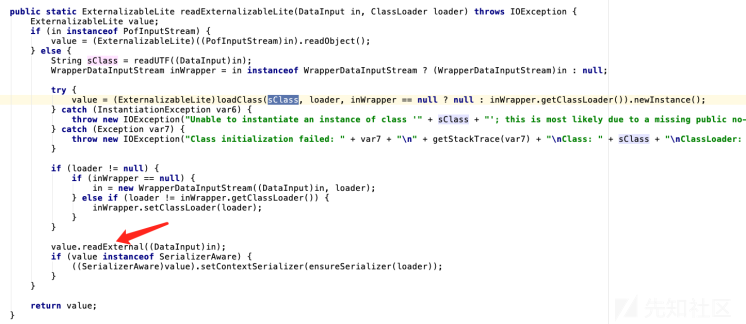 public static ExternalizableLite readExternalizableLite(DataInput in, ClassLoader loader) throws IOException {
    ExternalizableLite value;
    if (in instanceof PofInputStream) {
        value = (ExternalizableLite)((PofInputStream)in).readObject();
    } else {
        String sClass = readUTF((DataInput)in);
        WrapperDataInputStream inWrapper = in instanceof WrapperDataInputStream ? (WrapperDataInputStream)in : null;
        try {
            value = (ExternalizableLite)loadClass(sClass, loader, inWrapper == null ? null : inWrapper.getClassLoader()).newInstance();
        } catch (InstantiationException var6) {
            throw new IOException("Unable to instantiate an instance of class '" + sClass + "'; this is most likely due to a missing public no-
        } catch (Exception var7) {
            throw new IOException("Class initialization failed: " + var7 + "\n" + getStackTrace(var7) + "\nClass: " + sClass + "\nClassLoader:
        }
        if (loader != null) {
            if (inWrapper == null) {
                in = new WrapperDataInputStream((DataInput)in, loader);
            } else if (loader != inWrapper.getClassLoader()) {
                inWrapper.setClassLoader(loader);
            }
        }
        value.readExternal((DataInput)in);
        if (value instanceof SerializerAware) {
            ((SerializerAware)value).setContextSerializer(ensureSerializer(loader));
        }
    }
    return value;
}
先知社区